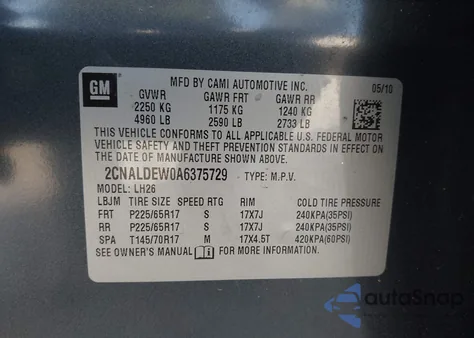 GM
MFD BY CAMI AUTOMOTIVE INC. 05/10
GVWR GAWR FRT GAWR RR
2250 KG 1175 KG 1240 KG
4960 LB 2590 LB 2733 LB
THIS VEHICLE CONFORMS TO ALL APPLICABLE U.S. FEDERAL MOTOR
VEHICLE SAFETY AND THEFT PREVENTION STANDARDS IN EFFECT ON
THE DATE OF MANUFACTURE SHOWN ABOVE.
2CNALDEW0A6375729 TYPE: M.P.V.
MODEL: LH26
LBJM TIRE SIZE SPEED RTG RIM COLD TIRE PRESSURE
FRT P225/65R17 S 17X7J 240KPA(35PSI)
RR P225/65R17 S 17X7J 240KPA(35PSI)
SPA T145/70R17 M 17X4.5T 420KPA(60PSI)
SEE OWNER'S MANUAL FOR ADDITIONAL INFORMATION.
autoSnap